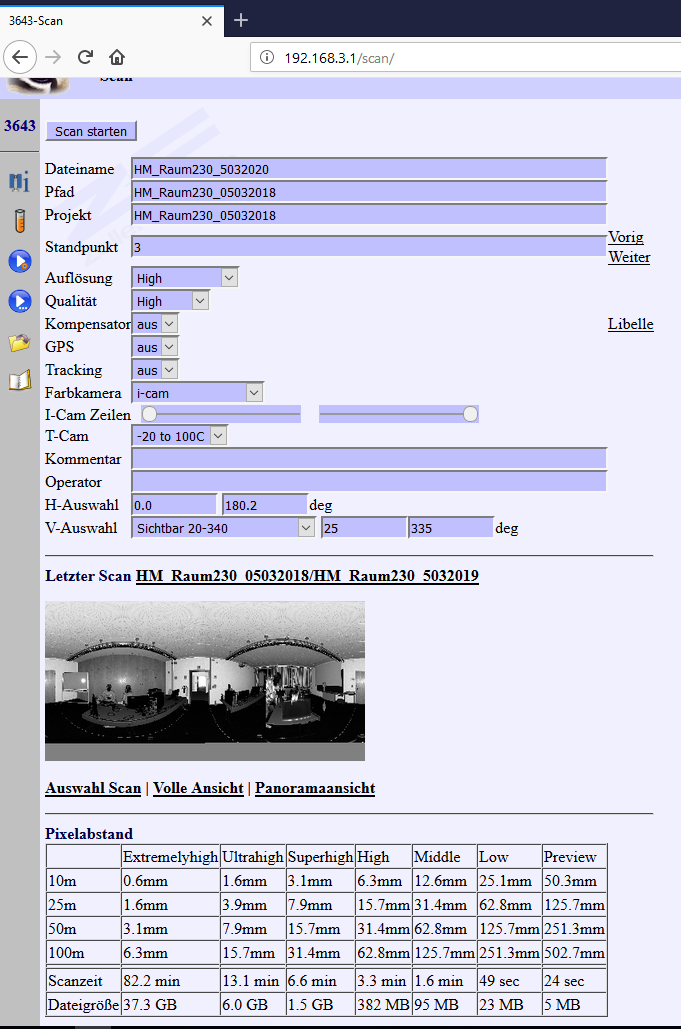 3643-Scan
192.168.3.1/scan/
Scan
3643
Scan starten
Dateiname HM_Raum230_5032020
Pfad HM_Raum230_05032018
Projekt HM_Raum230_05032018
Standpunkt 3 Vorig
Weiter
Auflösung High
Qualität High
Kompensator aus Libelle
GPS aus
Tracking aus
Farbkamera i-cam
I-Cam Zeilen
T-Cam -20 to 100C
Kommentar
Operator
H-Auswahl 0.0 180.2 deg
V-Auswahl Sichtbar 20-340 25 335 deg
Letzter Scan HM_Raum230_05032018/HM_Raum230_5032019
Auswahl Scan | Volle Ansicht | Panoramaansicht
Pixelabstand
Extremelyhigh Ultrahigh Superhigh High Middle Low Preview
10m 0.6mm 1.6mm 3.1mm 6.3mm 12.6mm 25.1mm 50.3mm
25m 1.6mm 3.9mm 7.9mm 15.7mm 31.4mm 62.8mm 125.7mm
50m 3.1mm 7.9mm 15.7mm 31.4mm 62.8mm 125.7mm 251.3mm
100m 6.3mm 15.7mm 31.4mm 62.8mm 125.7mm 251.3mm 502.7mm
Scanzeit 82.2 min 13.1 min 6.6 min 3.3 min 1.6 min 49 sec 24 sec
Dateigröße 37.3 GB 6.0 GB 1.5 GB 382 MB 95 MB 23 MB 5 MB